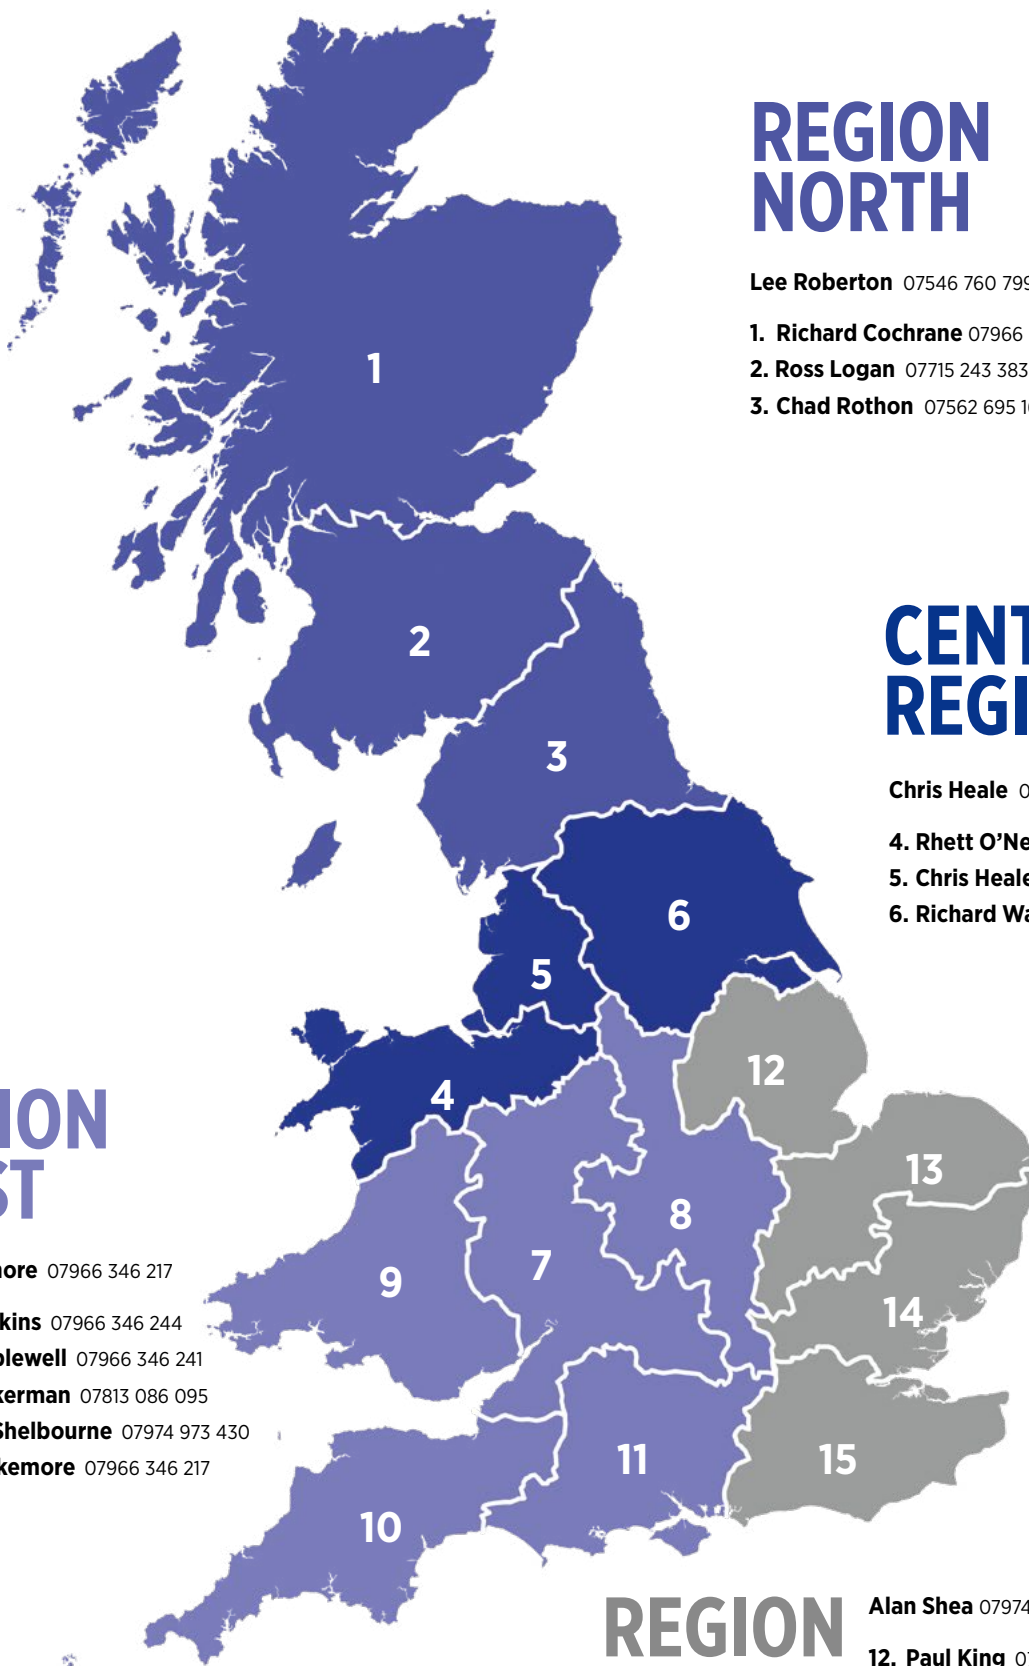 REGION
NORTH
Lee Roberton 07546 760 799
1. Richard Cochrane 07966
2. Ross Logan 07715 243 383
3. Chad Rothon 07562 695
1
2
3
CENT
REGI
Chris Heale
4. Rhett O’Ne
5. Chris Heale
6. Richard Wa
6
5
12
4
ION
ST
13
8
7
9
14
more 07966 346 217
kins 07966 346 244
plewell 07966 346 241
kerman 07813 086 095
Shelbourne 07974 973 430
kemore 07966 346 217
11
15
10
REGION
Alan Shea 07974
12. Paul King